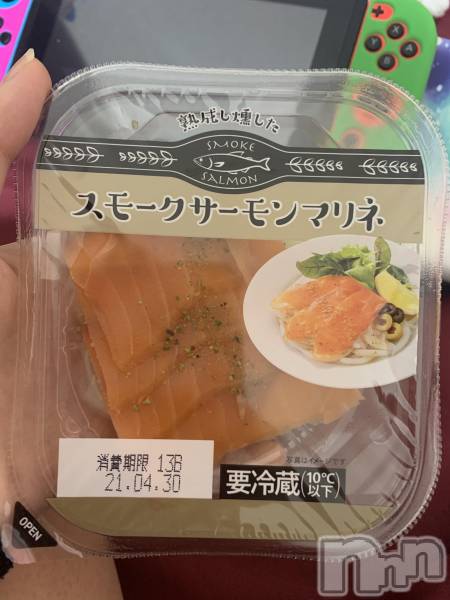 熟成し燻した
SMOKE
SALMON
スモークサーモンマリネ
写真はイメージです
消費期限 13B
21.04.30
要冷蔵(10℃以下)
OPEN
X
Y
A
B
nnn